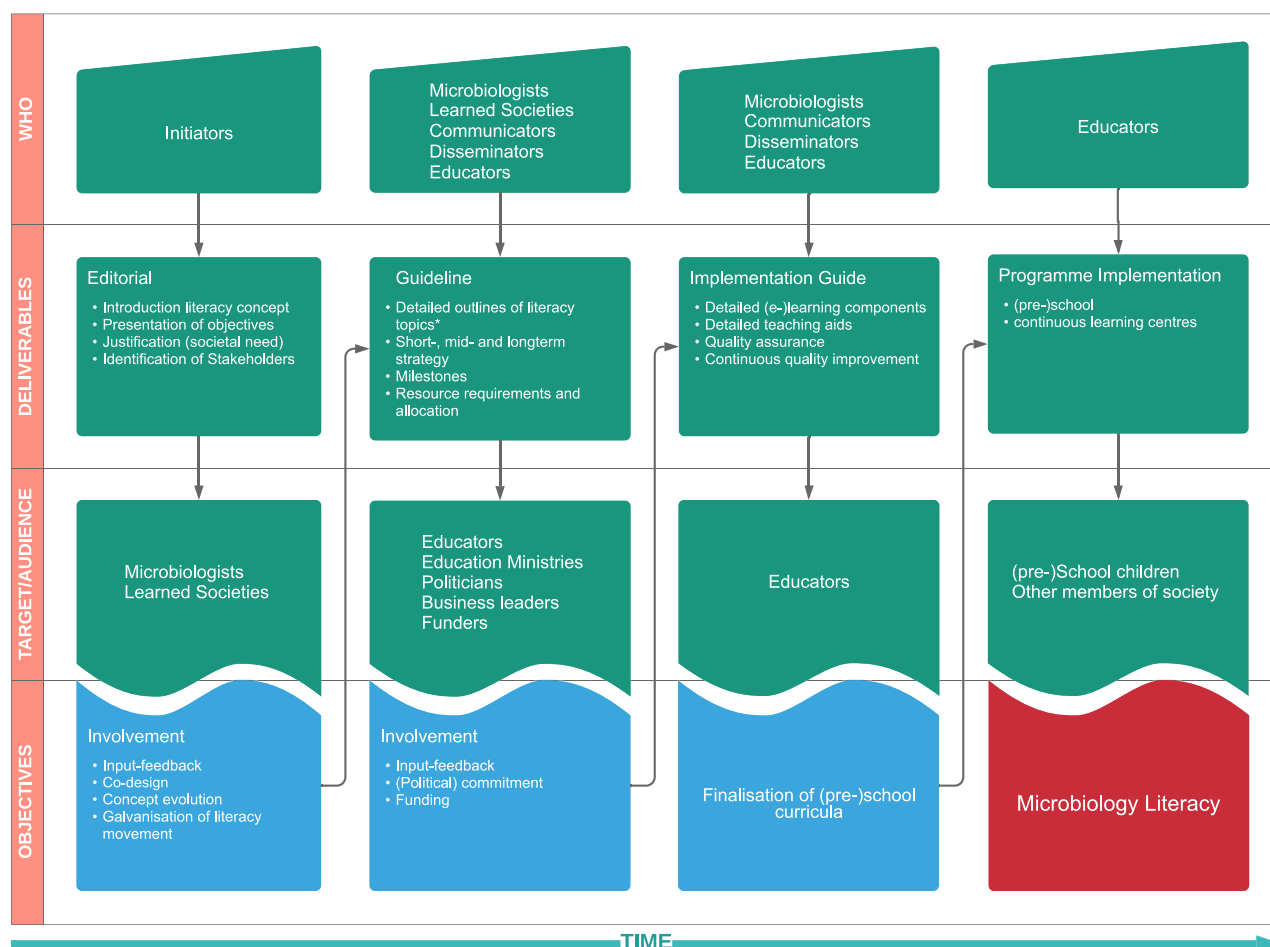 WHO
Initiators
Microbiologists
Learned Societies
Communicators
Disseminators
Educators
Microbiologists
Communicators
Disseminators
Educators
Educators
DELIVERABLES
Editorial
• Introduction literacy concept
• Presentation of objectives
• Justification (societal need)
• Identification of Stakeholders
Guideline
• Detailed outlines of literacy
topics*
• Short-, mid- and longterm
strategy
• Milestones
• Resource requirements and
allocation
Implementation Guide
• Detailed (e-)learning components
• Detailed teaching aids
• Quality assurance
• Continuous quality improvement
Programme Implementation
• (pre-)school
• continuous learning centres
TARGET/AUDIENCE
Microbiologists
Learned Societies
Educators
Education Ministries
Politicians
Business leaders
Funders
Educators
(pre-)School children
Other members of society
OBJECTIVES
Involvement
• Input-feedback
• Co-design
• Concept evolution
• Galvanisation of literacy
movement
Involvement
• Input-feedback
• (Political) commitment
• Funding
Finalisation of (pre-)school
curricula
Microbiology Literacy
TIME